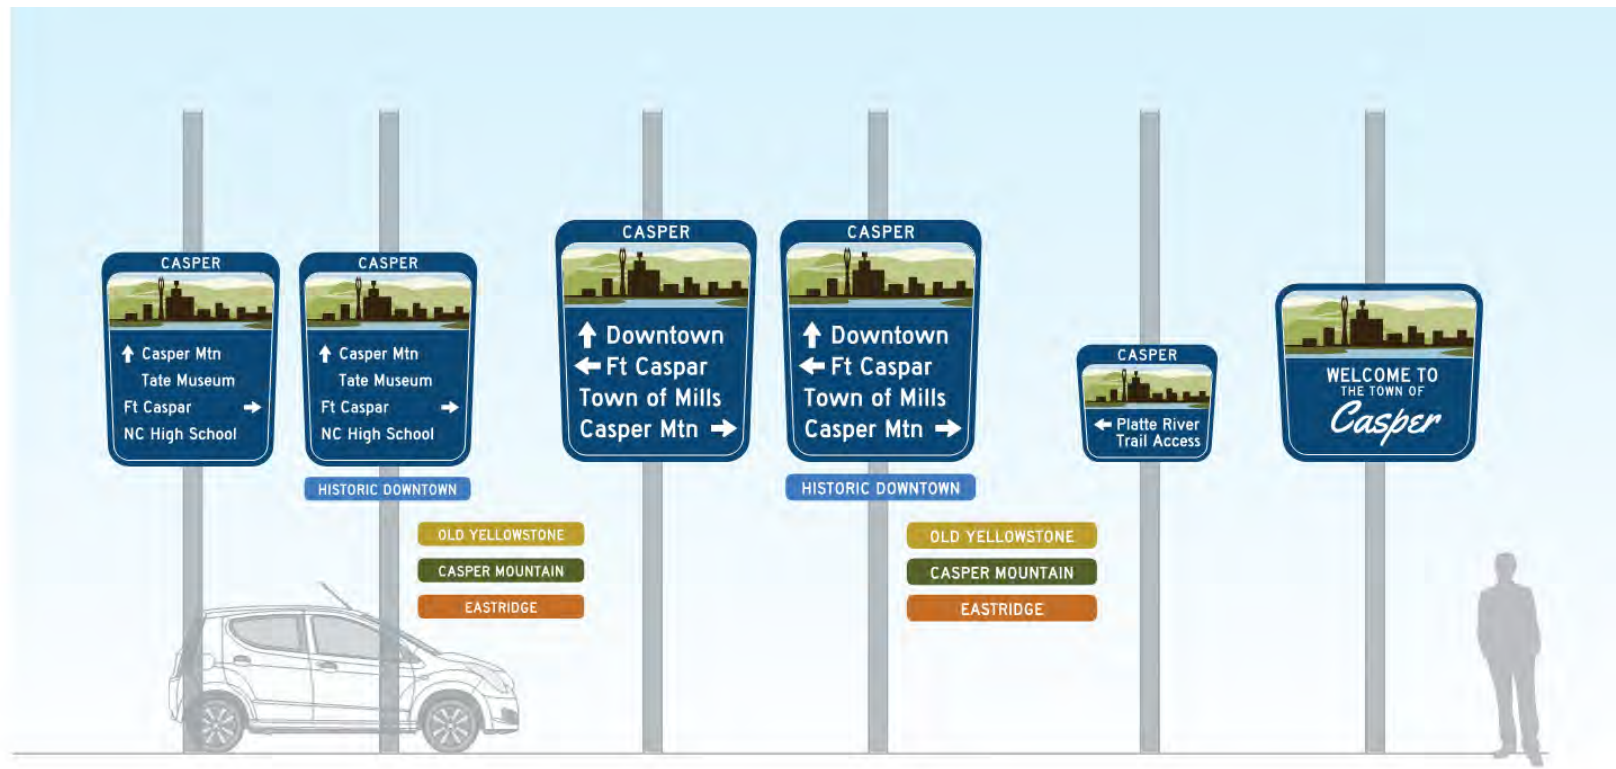 CASPER
Casper Mtn
Tate Museum
Ft Caspar
NC High School
CASPER
Casper Mtn
Tate Museum
Ft Caspar
NC High School
HISTORIC DOWNTOWN
OLD YELLOWSTONE
CASPER MOUNTAIN
EASTRIDGE
CASPER
Downtown
Ft Caspar
Town of Mills
Casper Mtn
CASPER
Downtown
Ft Caspar
Town of Mills
Casper Mtn
HISTORIC DOWNTOWN
OLD YELLOWSTONE
CASPER MOUNTAIN
EASTRIDGE
CASPER
Platte River
Trail Access
WELCOME TO
THE TOWN OF
Casper